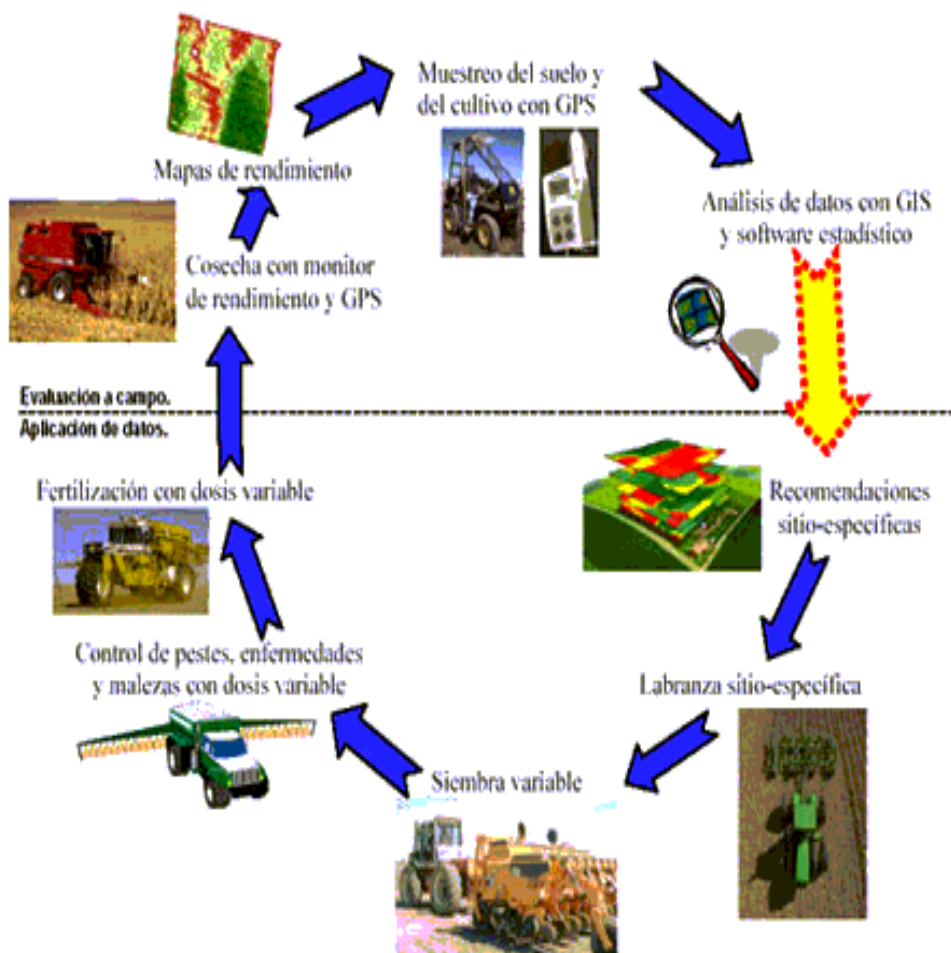 Muestreo del suelo y
del cultivo con GPS
Mapas de rendimiento
Análisis de datos con GIS
y software estadístico
Cosecha con monitor
de rendimiento y GPS
Evaluación a campo.
Aplicación de datos.
Fertilización con dosis variable
Recomendaciones
sitio-específicas
Control de pestes, enfermedades
y malezas con dosis variable
Labranza sitio-específica
Siembra variable